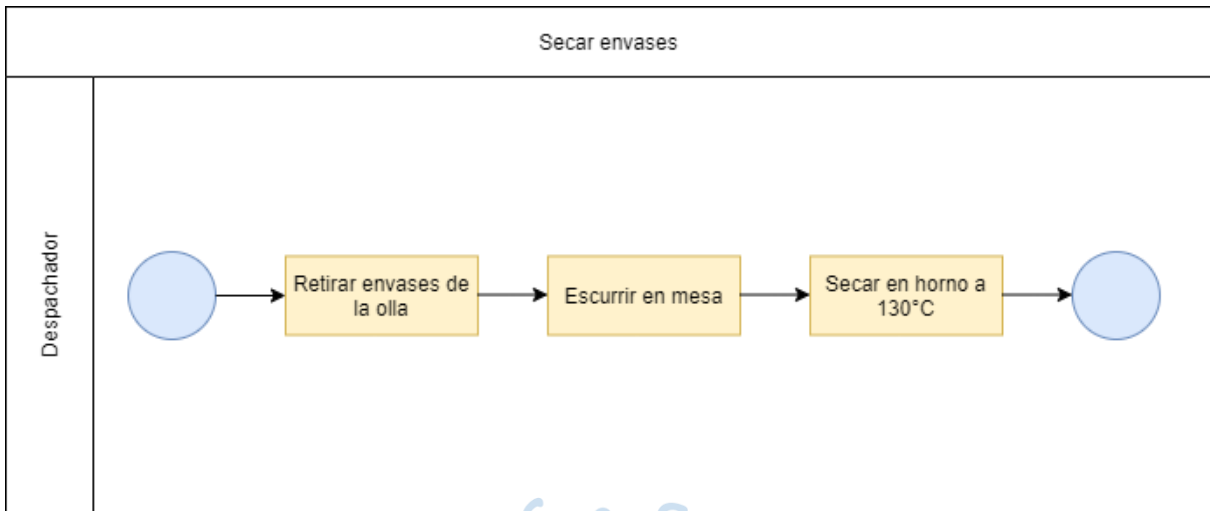 Secar envases
Despachador
Retirar envases de
la olla
Escurrir en mesa
Secar en horno a
130°C